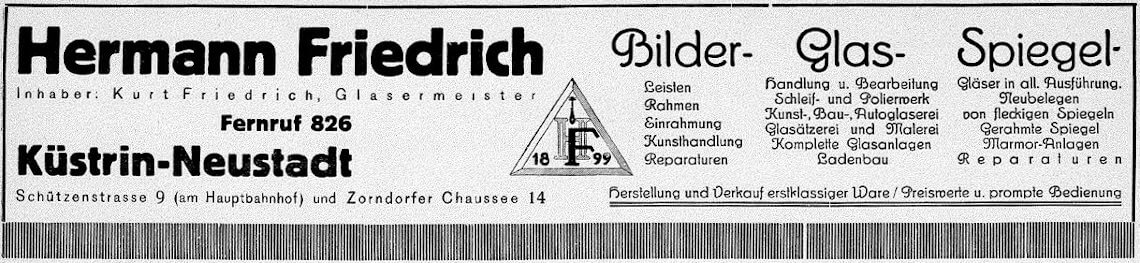 Hermann Friedrich
Inhaber: Kurt Friedrich, Glasermeister
Fernruf 826
Küstrin-Neustadt
Schützenstrasse 9 (am Hauptbahnhof) und Zorndorfer Chaussee 14
HF
18 99
Bilder-
Leisten
Rahmen
Einrahmung
Kunsthandlung
Reparaturen
Glas-
Handlung u. Bearbeitung
Schleif- und Polierwerk
Kunst-, Bau-, Autoglaserei
Glasätzerei und Malerei
Komplette Glasanlagen
Ladenbau
Spiegel-
Gläser in all. Ausführung.
Neubelegen
von fleckigen Spiegeln
Gerahmte Spiegel
Marmor-Anlagen
Reparaturen
Herstellung und Verkauf erstklassiger Ware / Preiswerte u. prompte Bedienung